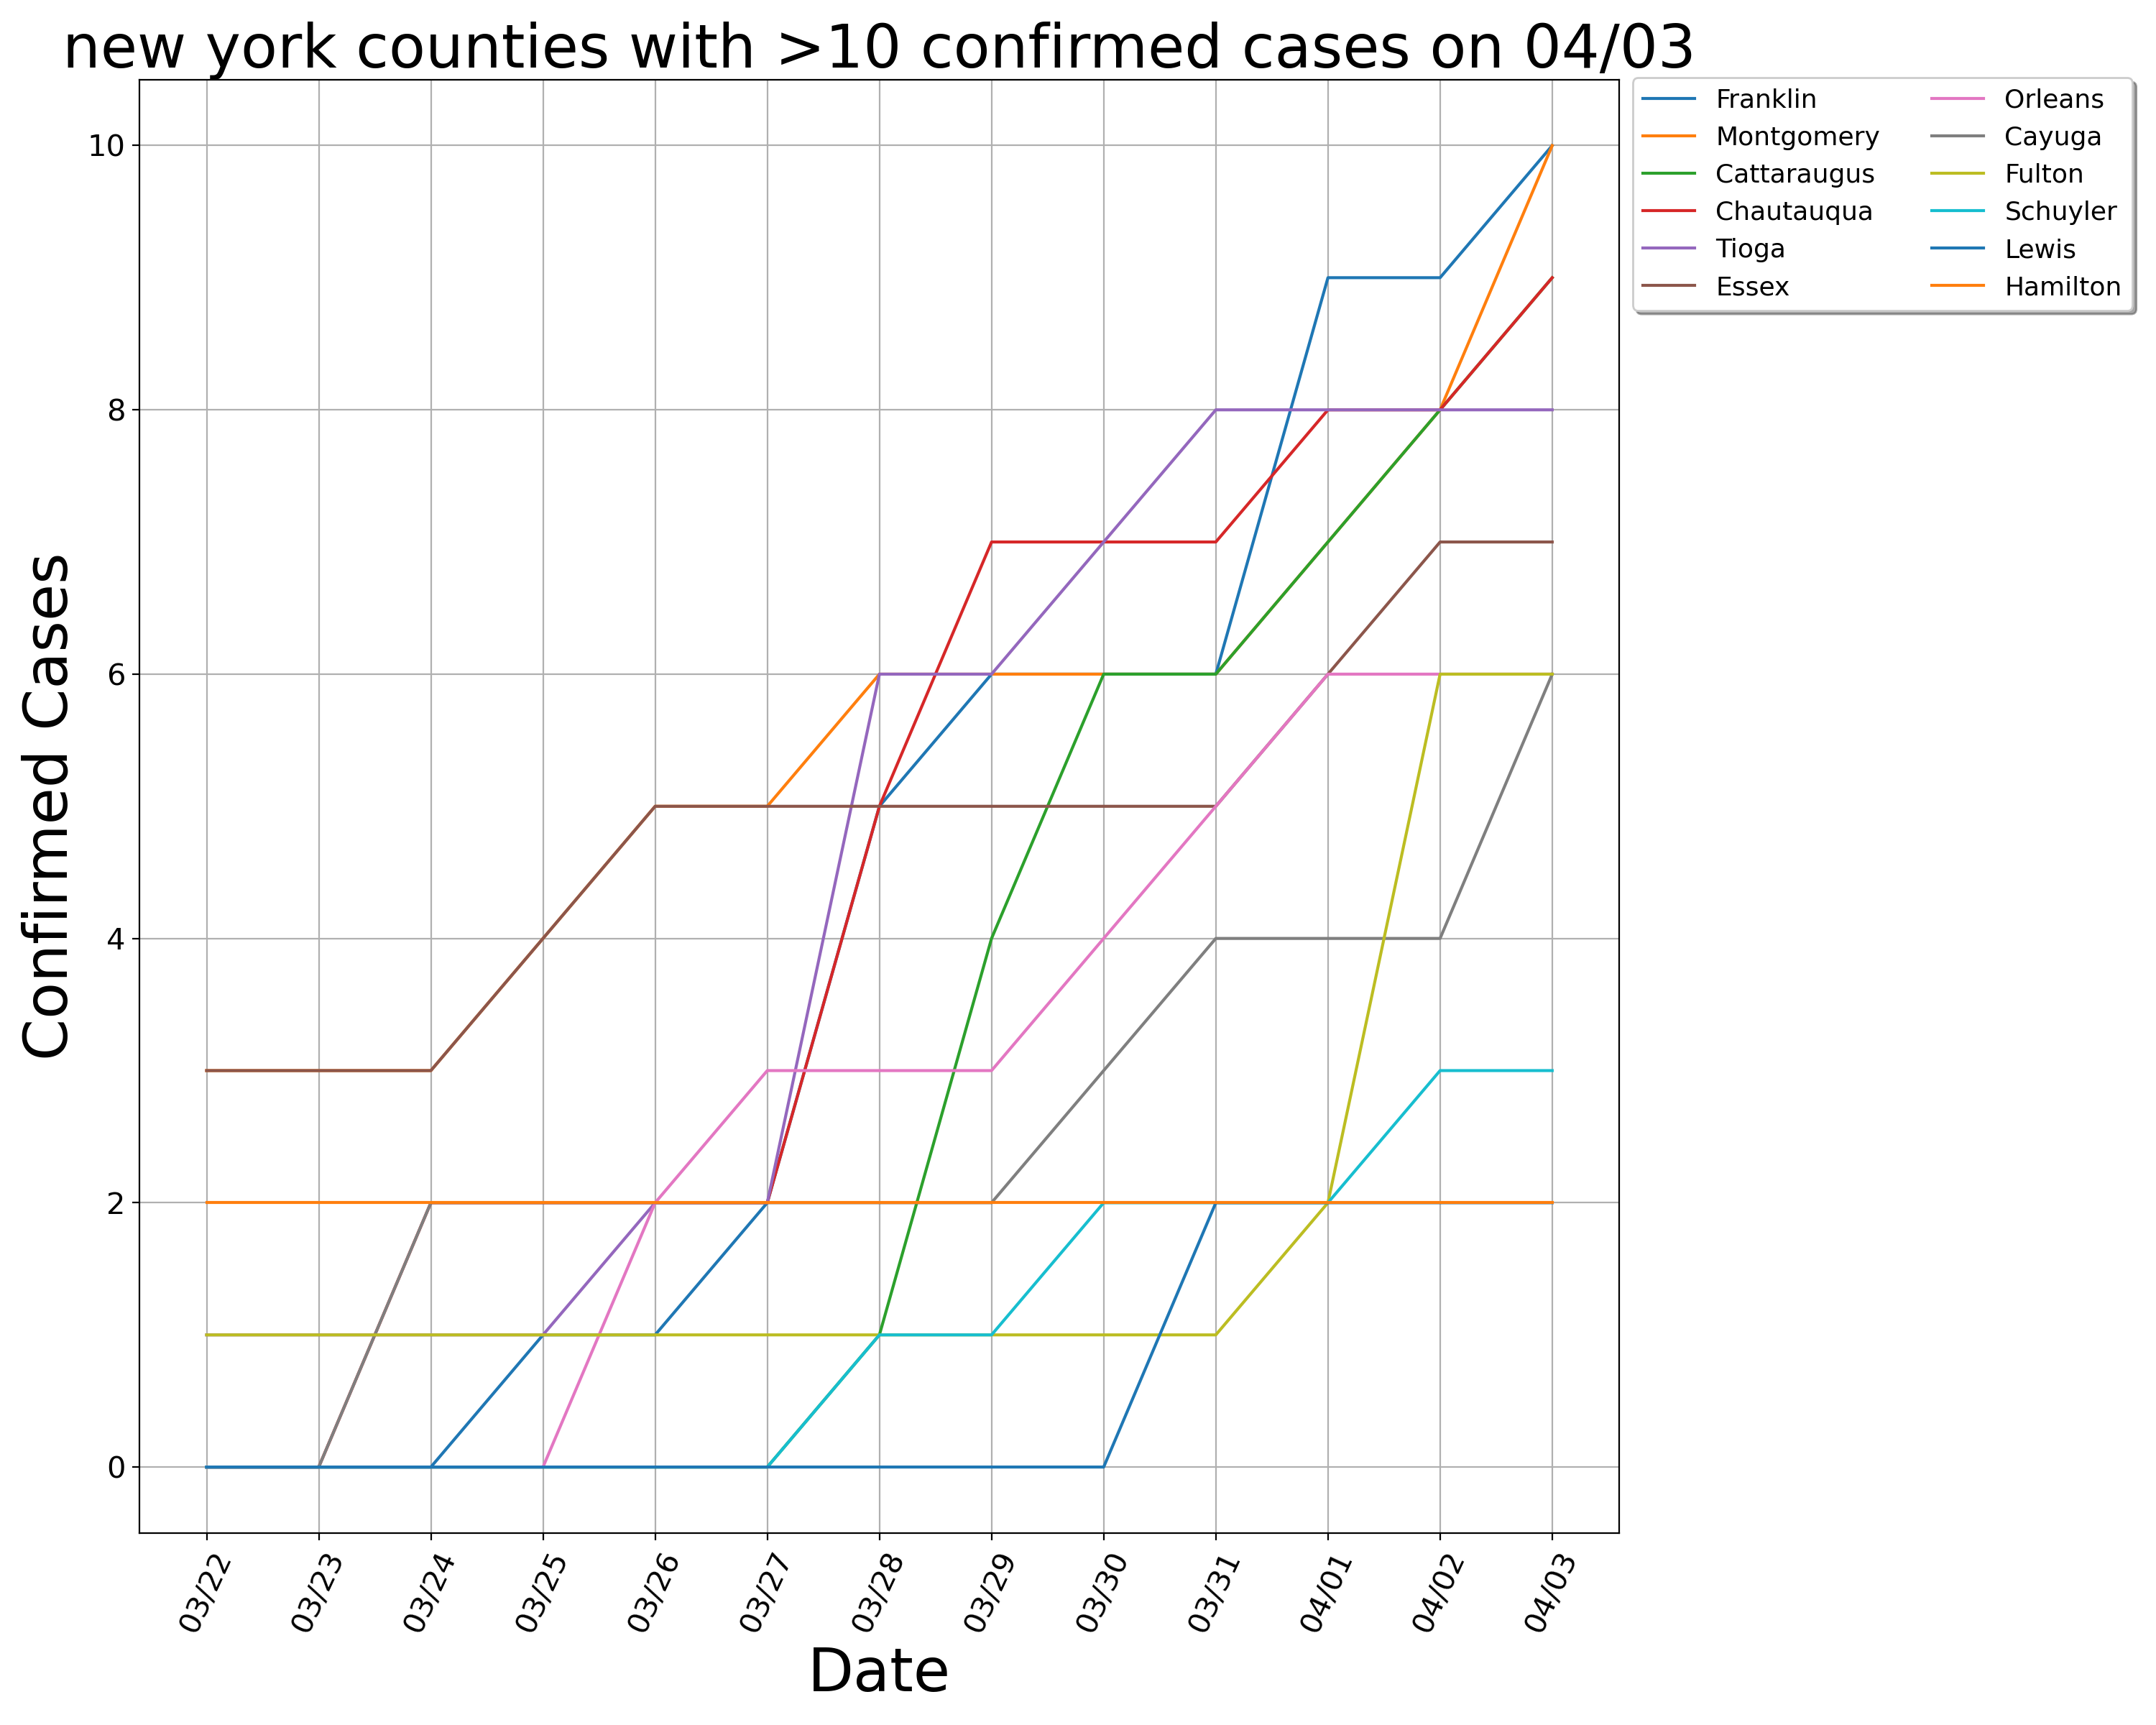 new york counties with >10 confirmed cases on 04/03
Franklin
Montgomery
Cattaraugus
Chautauqua
Tioga
Essex
Orleans
Cayuga
Fulton
Schuyler
Lewis
Hamilton
Confirmed Cases
10
8
6
4
2
0
03/22
03/23
03/24
03/25
03/26
03/27
03/28
03/29
03/30
03/31
04/01
04/02
04/03
Date